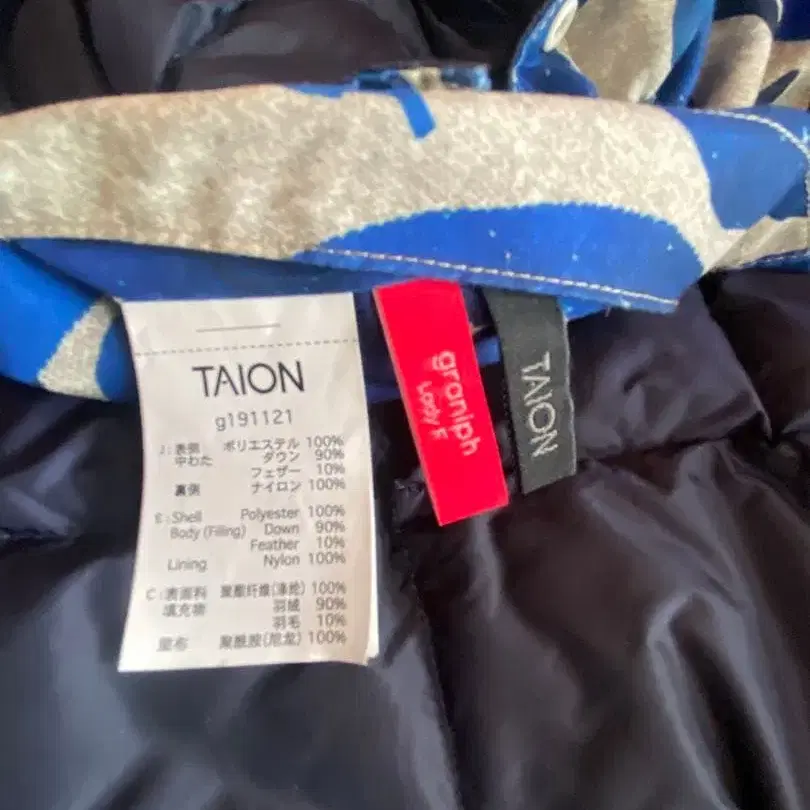 TAION
g191121
J:表側 ポリエステル 100%
中わた ダウン 90%
フェザー 10%
裏側 ナイロン 100%
E:Shell Polyester 100%
Body (Filling) Down 90%
Feather 10%
Lining Nylon 100%
C:表面料 聚酯纤维(涤纶) 100%
填充物 羽绒 90%
羽毛 10%
里布 聚酰胺(尼龙) 100%
graniph
Lady F
TAION